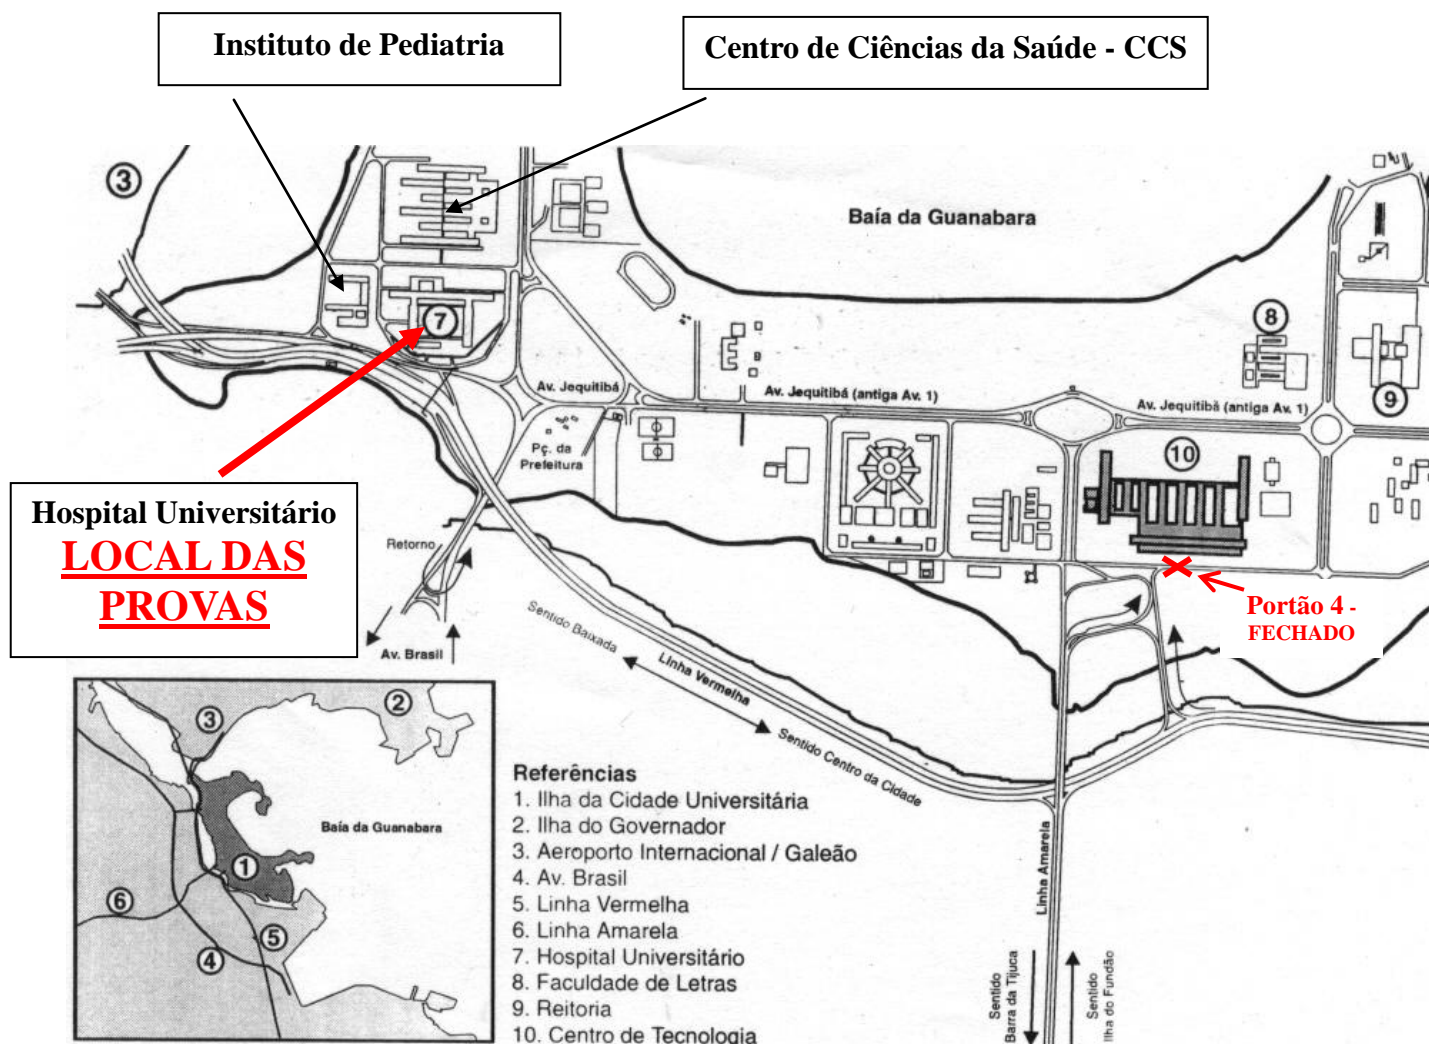 Instituto de Pediatria
Centro de Ciências da Saúde - CCS
3
Baía da Guanabara
7
8
9
Av. Jequitibá
Av. Jequitibá (antiga Av. 1)
Av. Jequitibá (antiga Av. 1)
Pç. da
Prefeitura
10
Hospital Universitário
LOCAL DAS
PROVAS
Retorno
Av. Brasil
Sentido Baixada
Linha Vermelha
Sentido Centro da Cidade
Portão 4 -
FECHADO
2
3
Baía da Guanabara
1
6
5
4
Referências
1. Ilha da Cidade Universitária
2. Ilha do Governador
3. Aeroporto Internacional / Galeão
4. Av. Brasil
5. Linha Vermelha
6. Linha Amarela
7. Hospital Universitário
8. Faculdade de Letras
9. Reitoria
10. Centro de Tecnologia
Linha Amarela
Sentido
Barra da Tijuca
Sentido
Ilha do Fundão